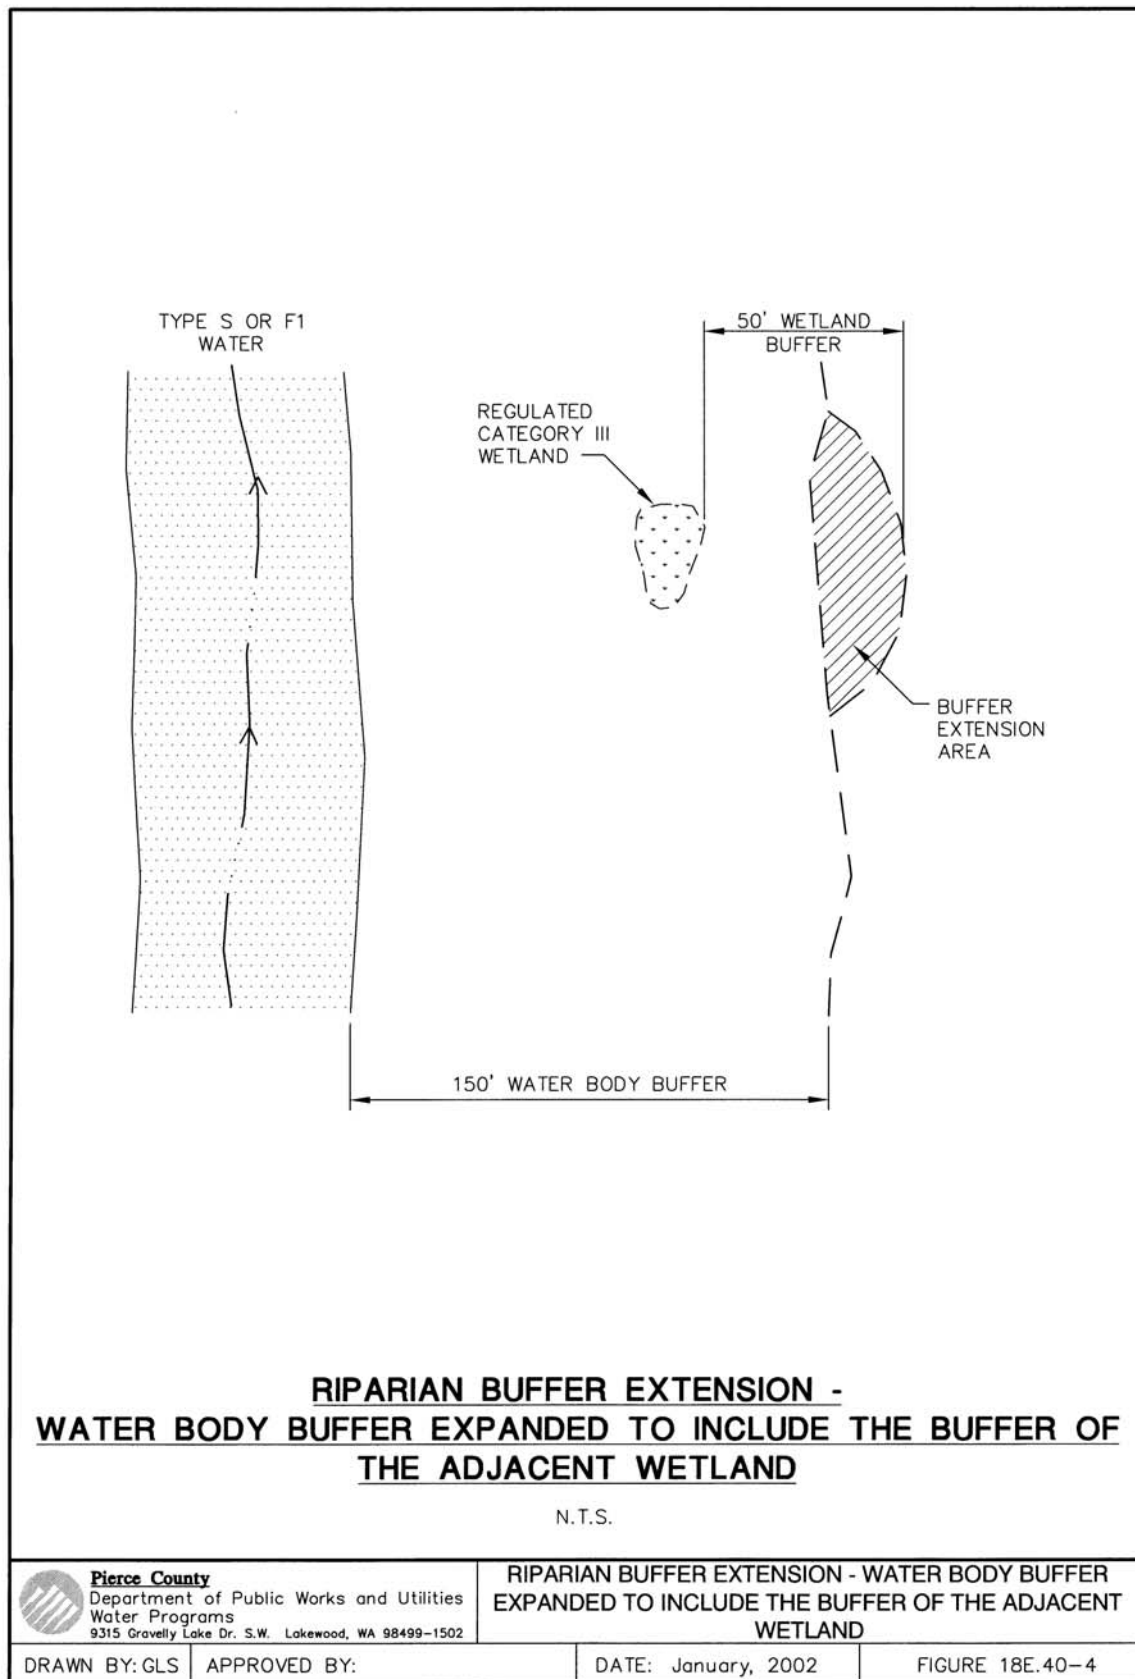 TYPE S OR F1
WATER
50' WETLAND
BUFFER
REGULATED
CATEGORY III
WETLAND
BUFFER
EXTENSION
AREA
150' WATER BODY BUFFER
RIPARIAN BUFFER EXTENSION -
WATER BODY BUFFER EXPANDED TO INCLUDE THE BUFFER OF
THE ADJACENT WETLAND
N.T.S.
Pierce County
Department of Public Works and Utilities
Water Programs
9315 Gravelly Lake Dr. S.W. Lakewood, WA 98499-1502
RIPARIAN BUFFER EXTENSION - WATER BODY BUFFER
EXPANDED TO INCLUDE THE BUFFER OF THE ADJACENT
WETLAND
DRAWN BY: GLS
APPROVED BY:
DATE: January, 2002
FIGURE 18E.40-4